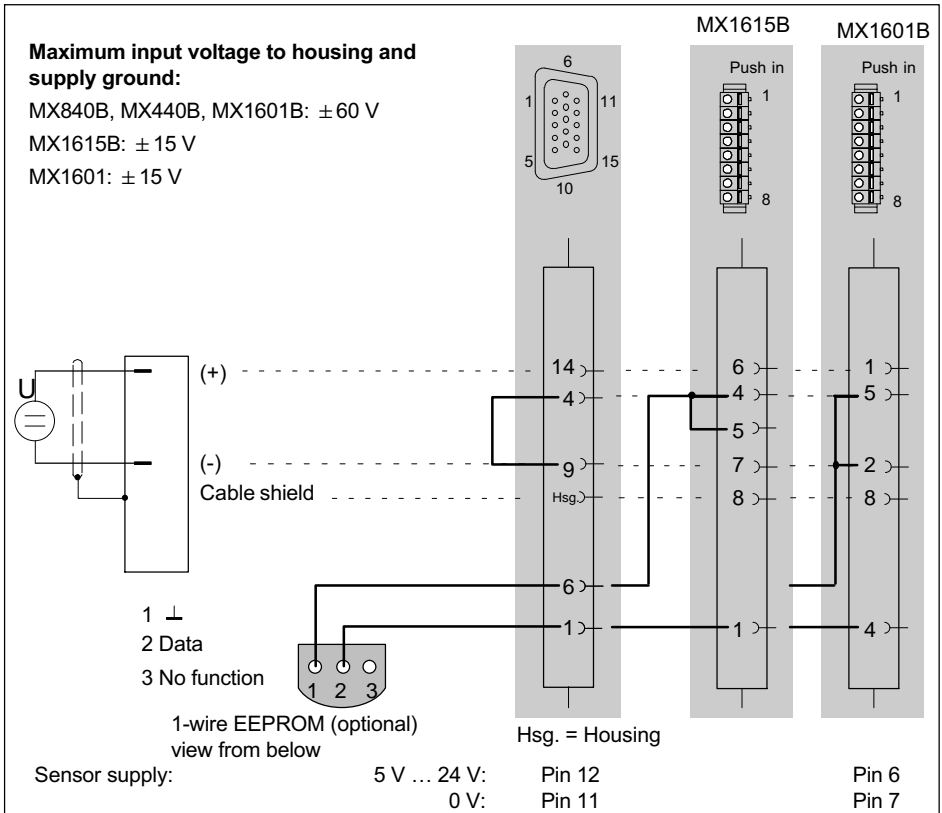 MX1615B
MX1601B
Maximum input voltage to housing and
supply ground:
MX840B, MX440B, MX1601B: ±60 V
MX1615B: ±15 V
MX1601: ±15 V
6
1
11
5
15
10
Push in
1
8
Push in
1
8
U
(+)
14
6
1
4
4
5
5
(-)
9
7
2
Cable shield
Hsg.
8
8
6
1
1
4
1 ⊥
2 Data
3 No function
1 2 3
1-wire EEPROM (optional)
view from below
Hsg. = Housing
Sensor supply: 5 V … 24 V: Pin 12 Pin 6
0 V: Pin 11 Pin 7